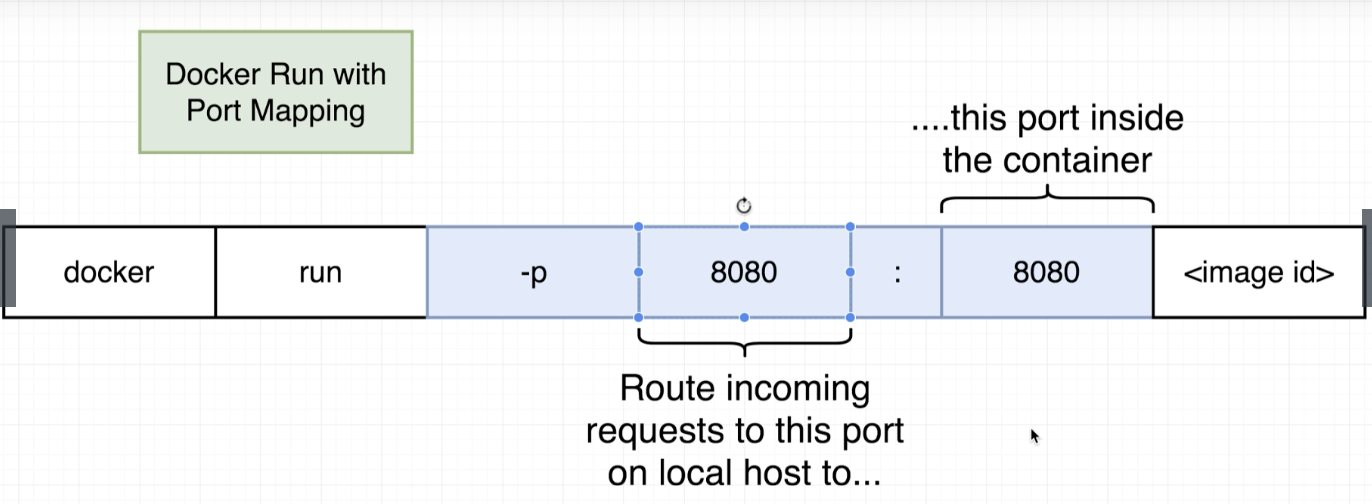 Docker Run with
Port Mapping
....this port inside
the container
docker run -p 8080 : 8080 <image id>
Route incoming
requests to this port
on local host to...